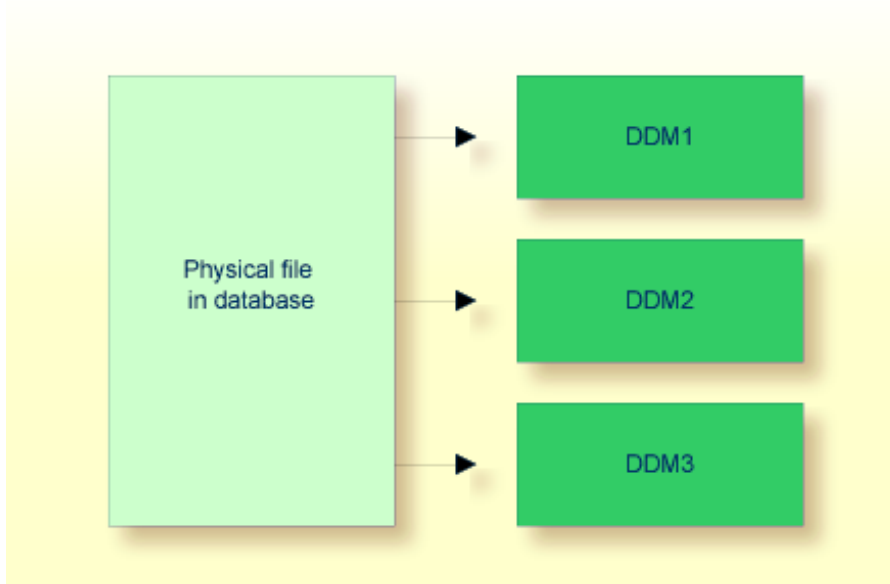 Physical file
in database
DDM1
DDM2
DDM3